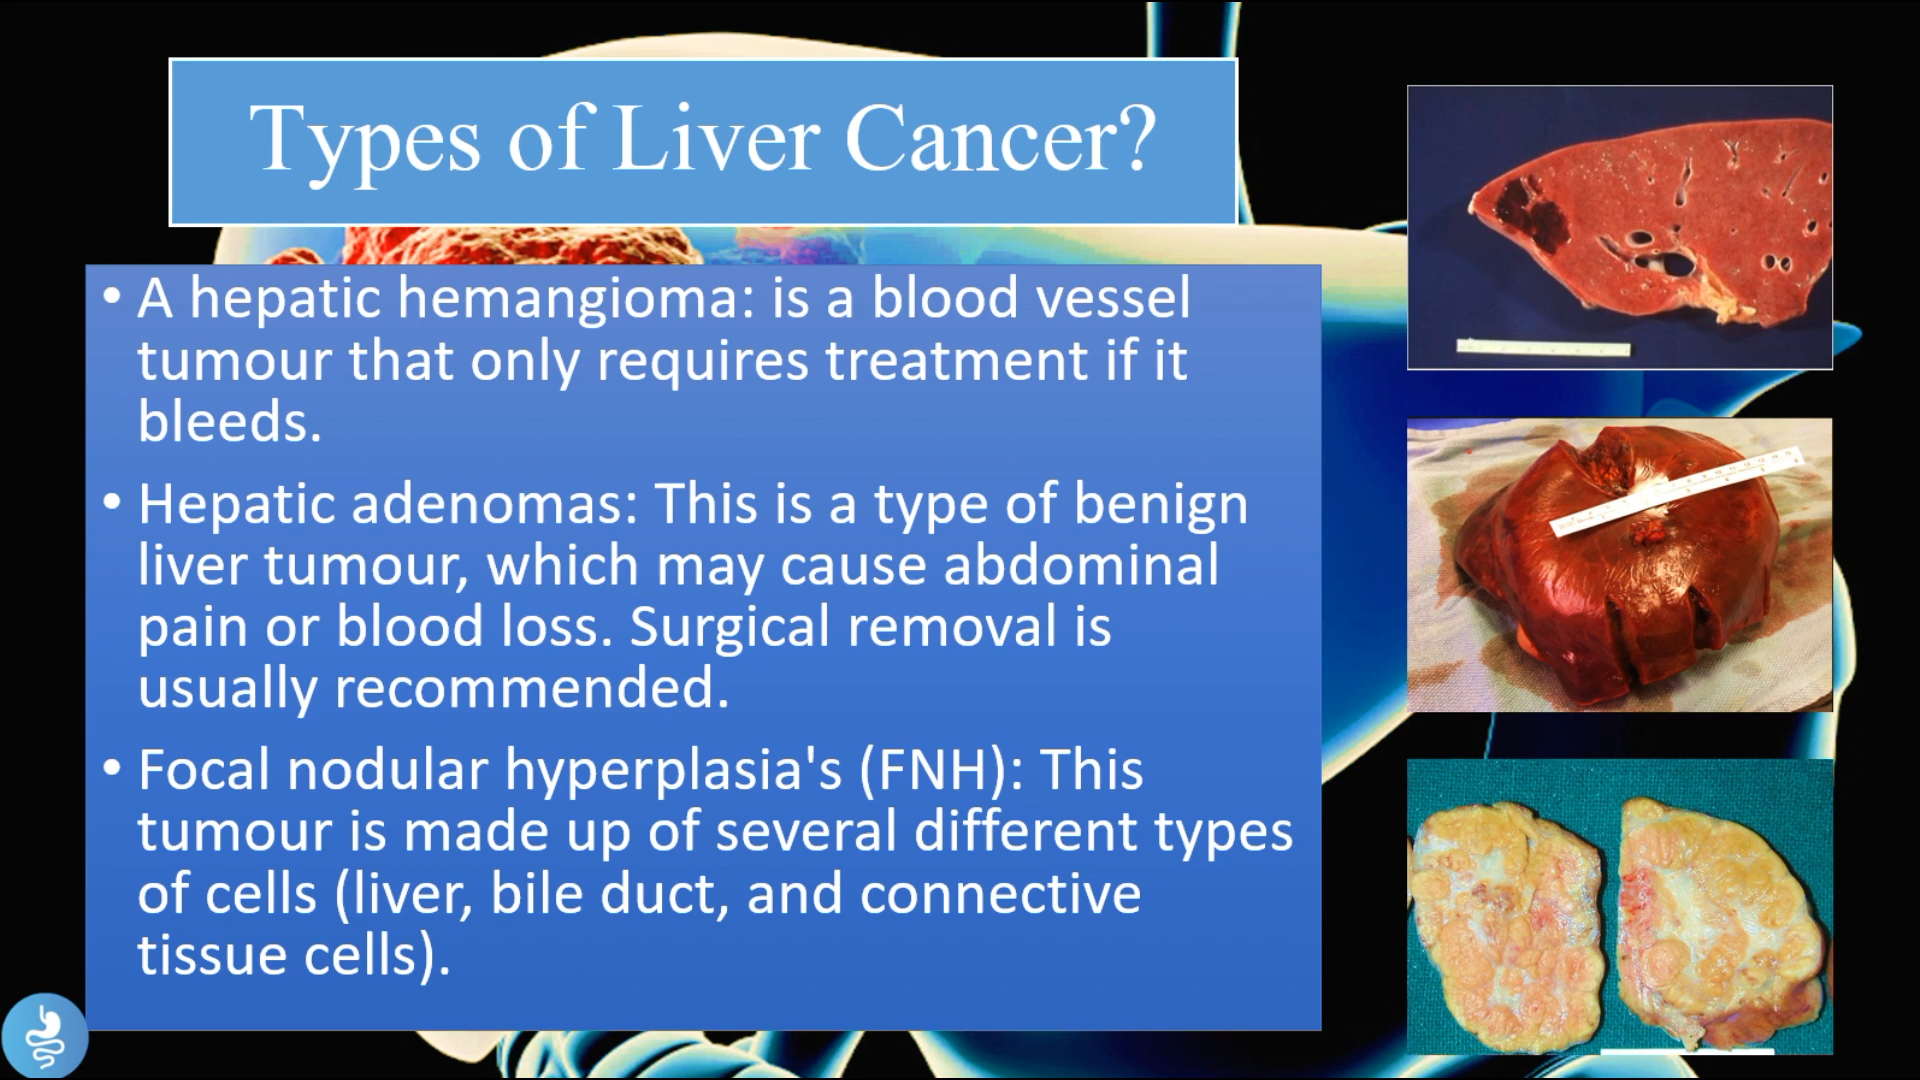 Types of Liver Cancer?
• A hepatic hemangioma: is a blood vessel
tumour that only requires treatment if it
bleeds.
• Hepatic adenomas: This is a type of benign
liver tumour, which may cause abdominal
pain or blood loss. Surgical removal is
usually recommended.
• Focal nodular hyperplasia's (FNH): This
tumour is made up of several different types
of cells (liver, bile duct, and connective
tissue cells).